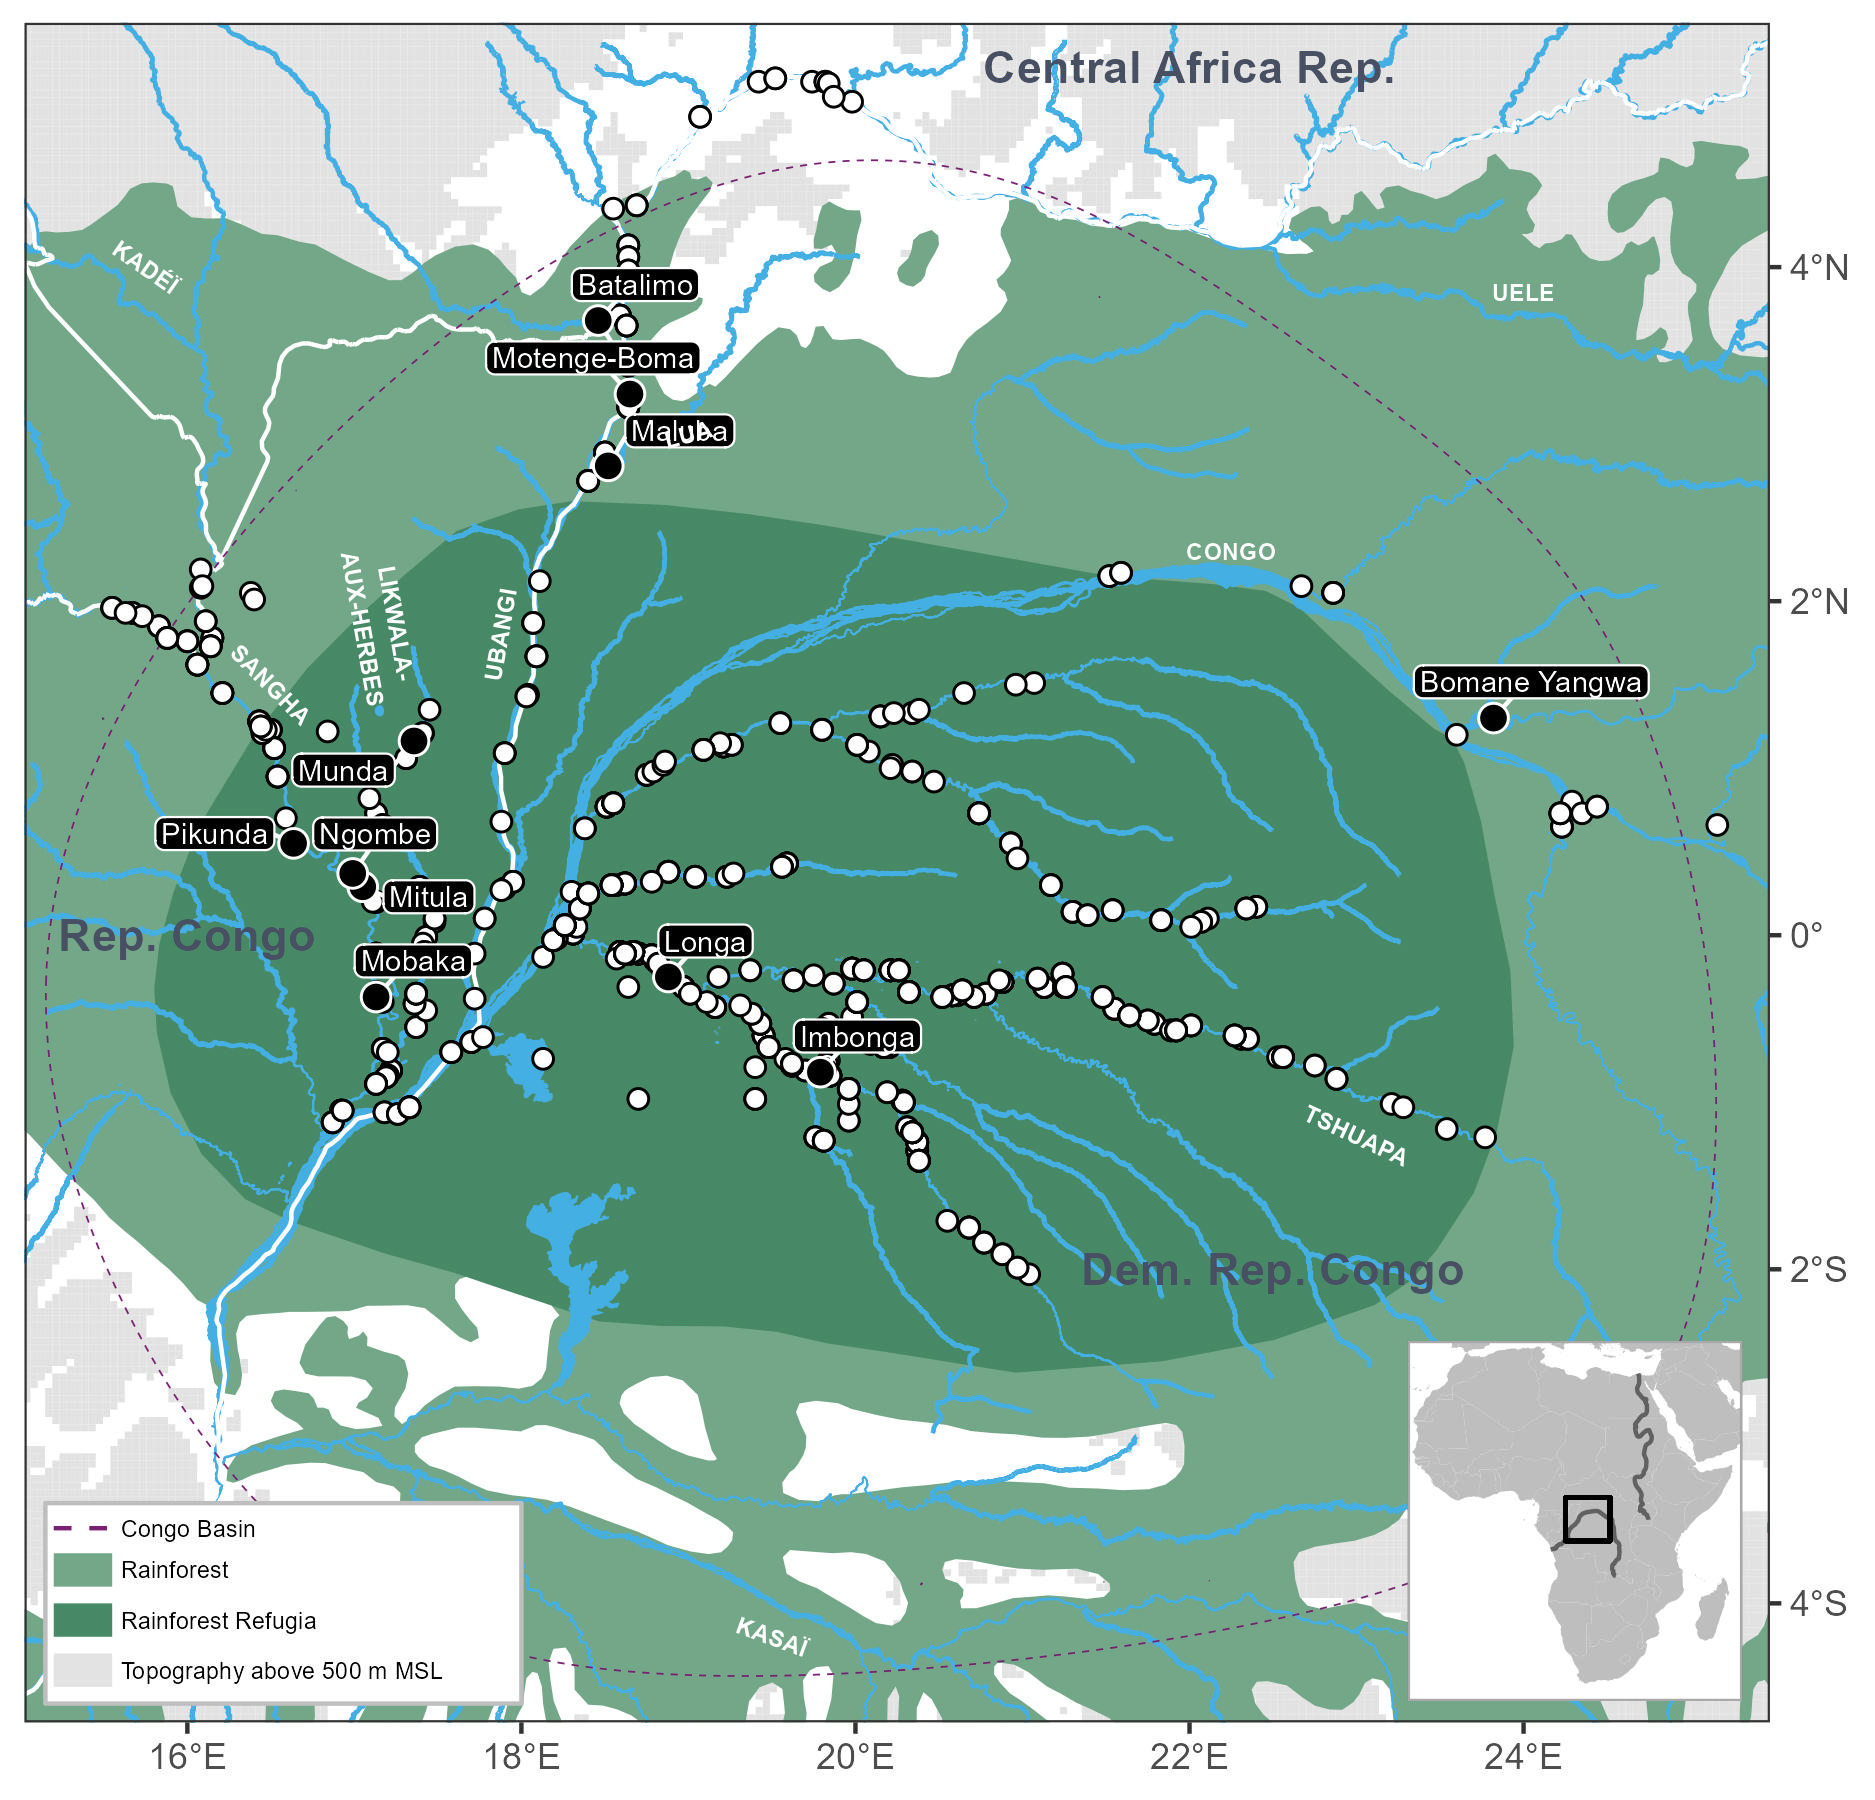 Central Africa Rep.
KADÉÏ
4°N
Batalimo
UELE
Motenge-Boma
Maluba
LUA
CONGO
2°N
LIKWALA-
AUX-HERBES
UBANGI
SANGHA
Bomane Yangwa
Munda
Pikunda
Ngombe
Mitula
Rep. Congo
Longa
0°
Mobaka
Imbonga
TSHUAPA
Dem. Rep. Congo
2°S
Congo Basin
Rainforest
Rainforest Refugia
Topography above 500 m MSL
KASAÏ
4°S
16°E
18°E
20°E
22°E
24°E